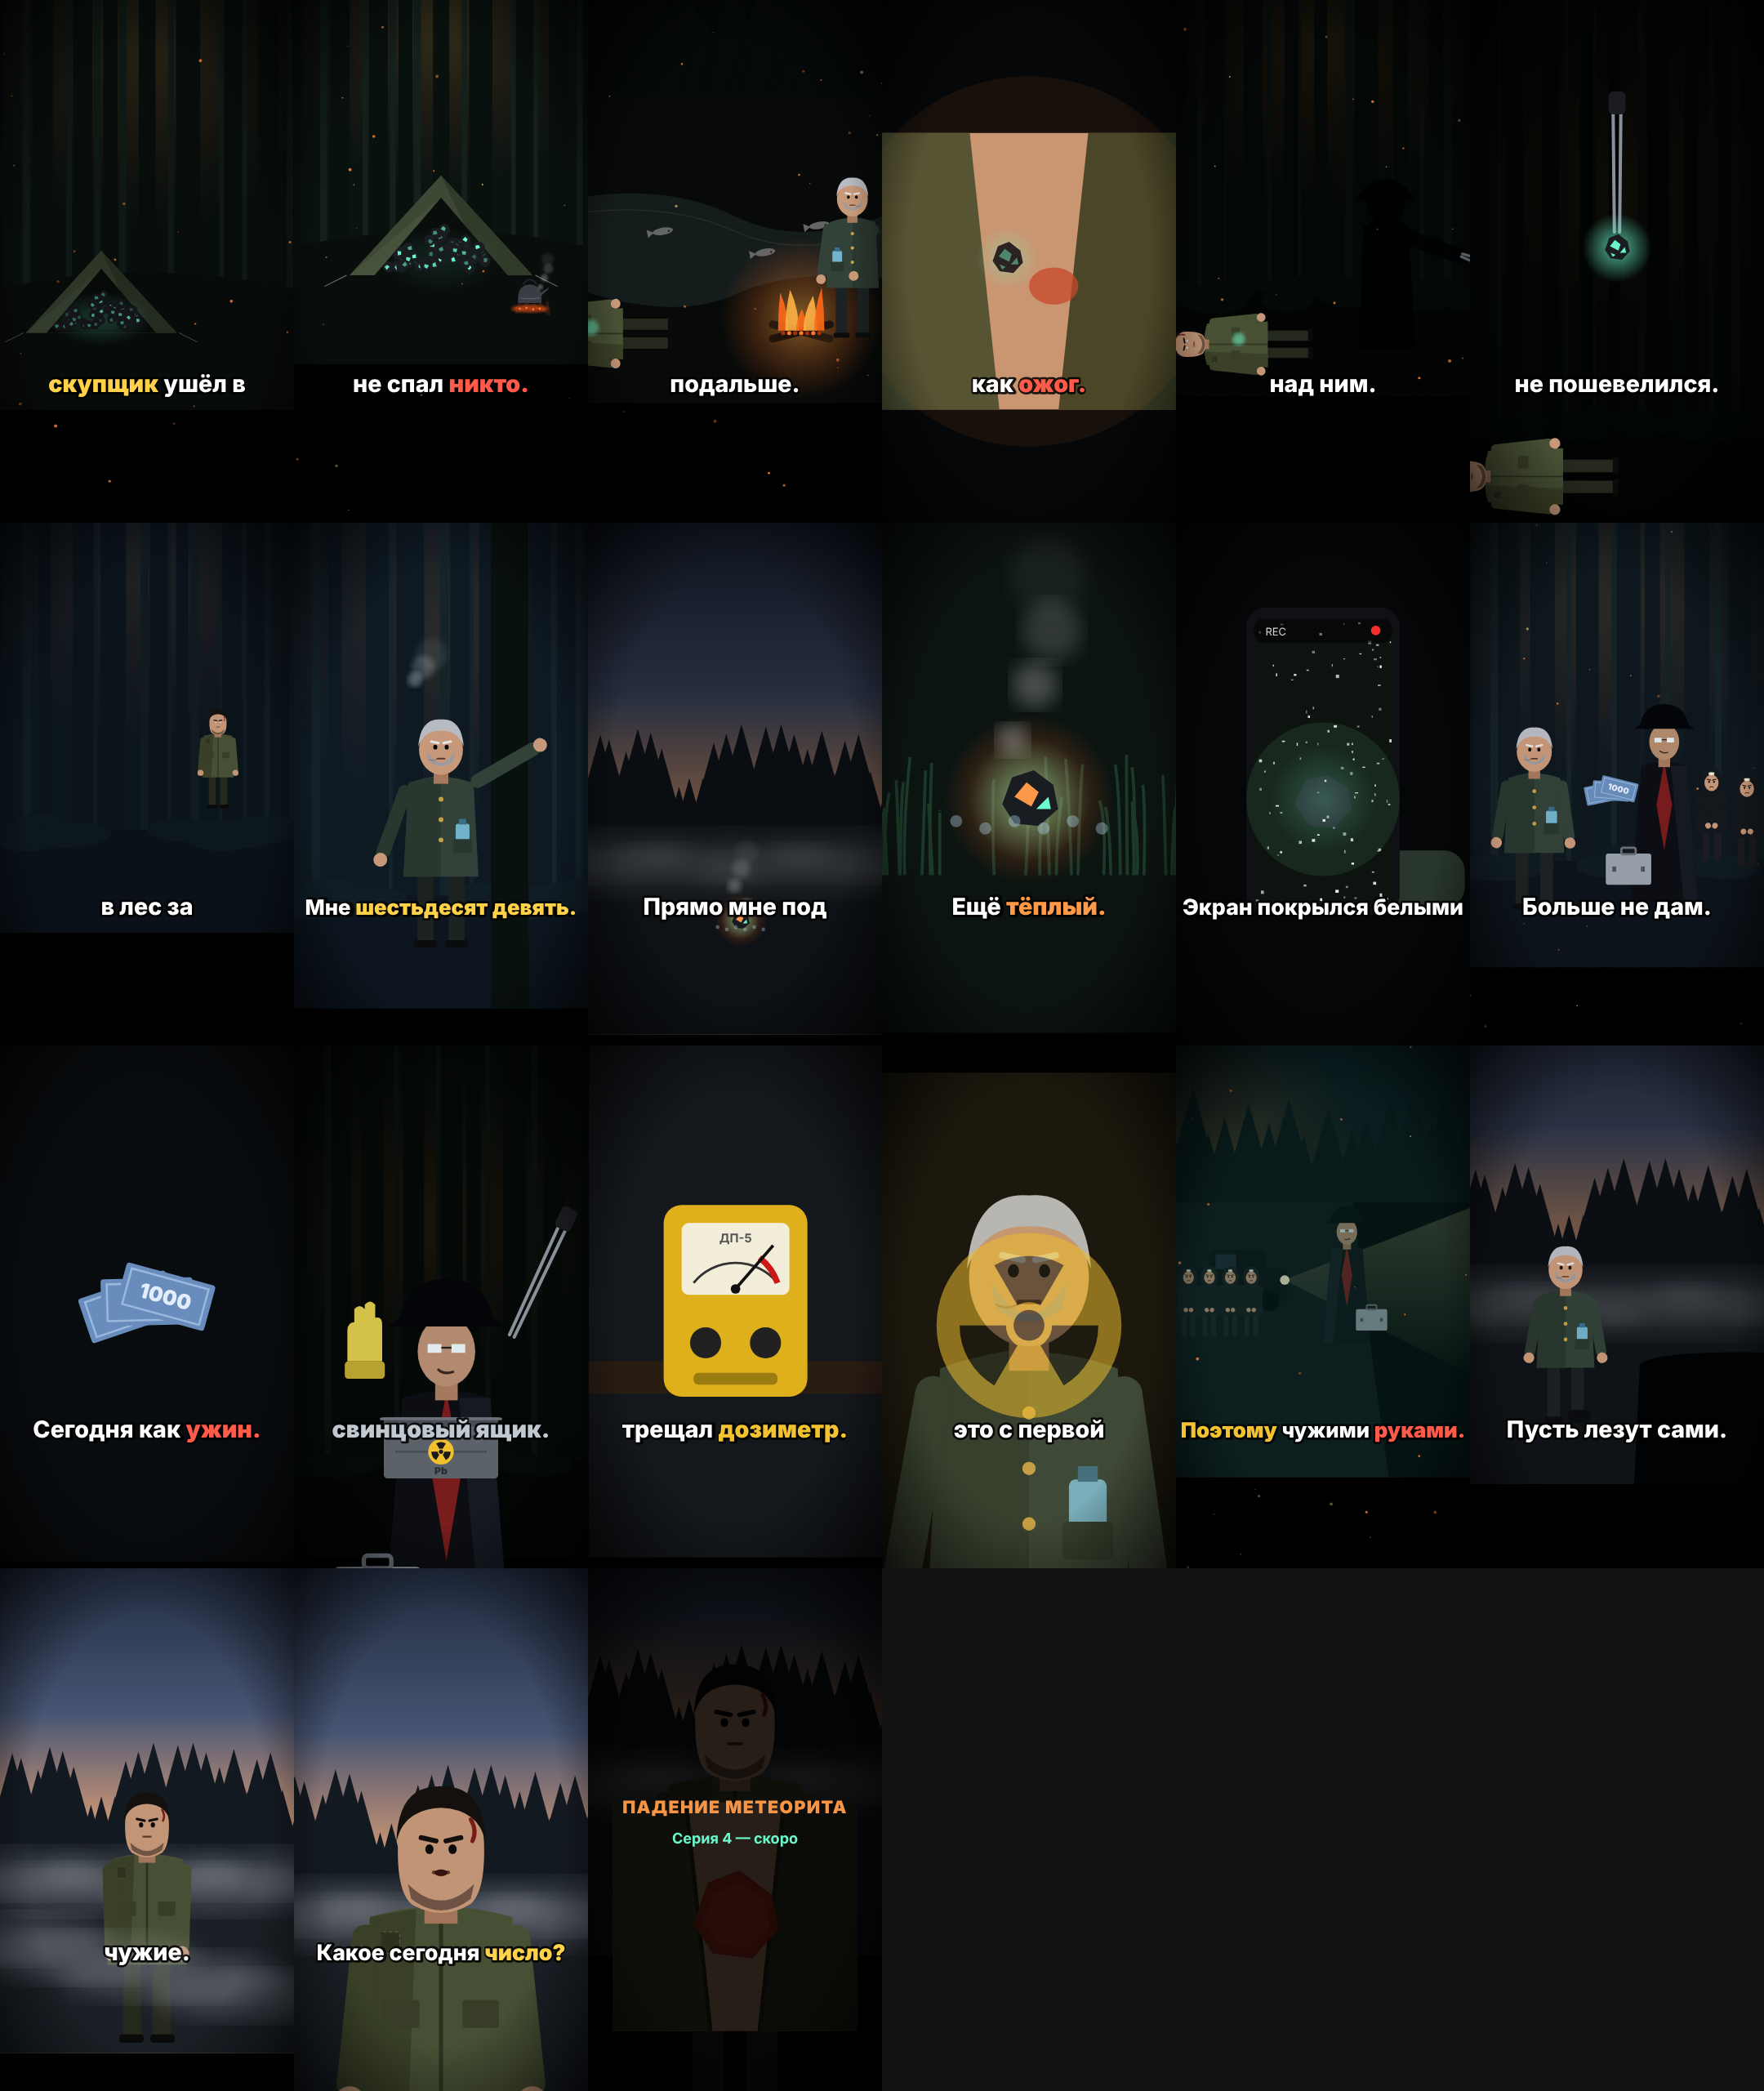 скупщик ушёл в
не спал никто.
подальше.
как ожог.
над ним.
не пошевелился.
в лес за
Мне шестьдесят девять.
Прямо мне под
Ещё тёплый.
REC
Экран покрылся белыми
1000
Больше не дам.
1000
Сегодня как ужин.
свинцовый ящик.
Pb
ДП-5
трещал дозиметр.
это с первой
Поэтому чужими руками.
Пусть лезут сами.
чужие.
Какое сегодня число?
ПАДЕНИЕ МЕТЕОРИТА
Серия 4 — скоро